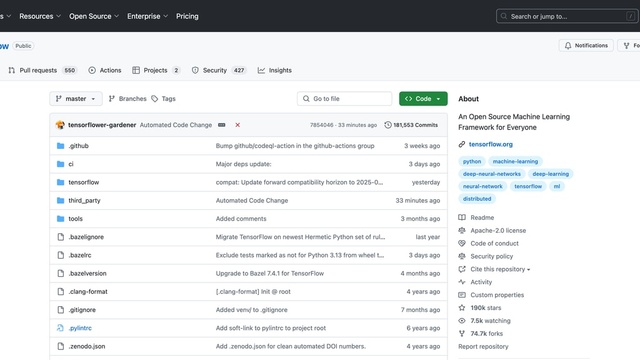 s Resources Open Source Enterprise Pricing Search or jump to... /
ow Public Notifications Fo
Pull requests 550 Actions Projects 2 Security 427 Insights
master Branches Tags Go to file Code
tensorflower-gardener Automated Code Change 7854046 · 33 minutes ago 181,553 Commits
.github Bump github/codeql-action in the github-actions group 3 weeks ago
ci Major deps update: 3 days ago
tensorflow compat: Update forward compatibility horizon to 2025-0... yesterday
third_party Automated Code Change 33 minutes ago
tools Added comments 3 months ago
.bazelignore Migrate TensorFlow on newest Hermetic Python set of rul... last year
.bazelrc Exclude tests marked as not for Python 3.13 from wheel t... 3 days ago
.bazelversion Upgrade to Bazel 7.4.1 for TensorFlow 4 months ago
.clang-format [.clang-format] Init @ root 4 years ago
.gitignore Added venv/ to .gitignore 7 months ago
.pylintrc Add soft-link to pylintrc to project root 6 years ago
.zenodo.json Add .zenodo.json for clean automated DOI numbers. 4 years ago
About
An Open Source Machine Learning
Framework for Everyone
tensorflow.org
python machine-learning
deep-neural-networks deep-learning
neural-network tensorflow ml
distributed
Readme
Apache-2.0 license
Code of conduct
Security policy
Cite this repository
Activity
Custom properties
190k stars
7.5k watching
74.7k forks
Report repository